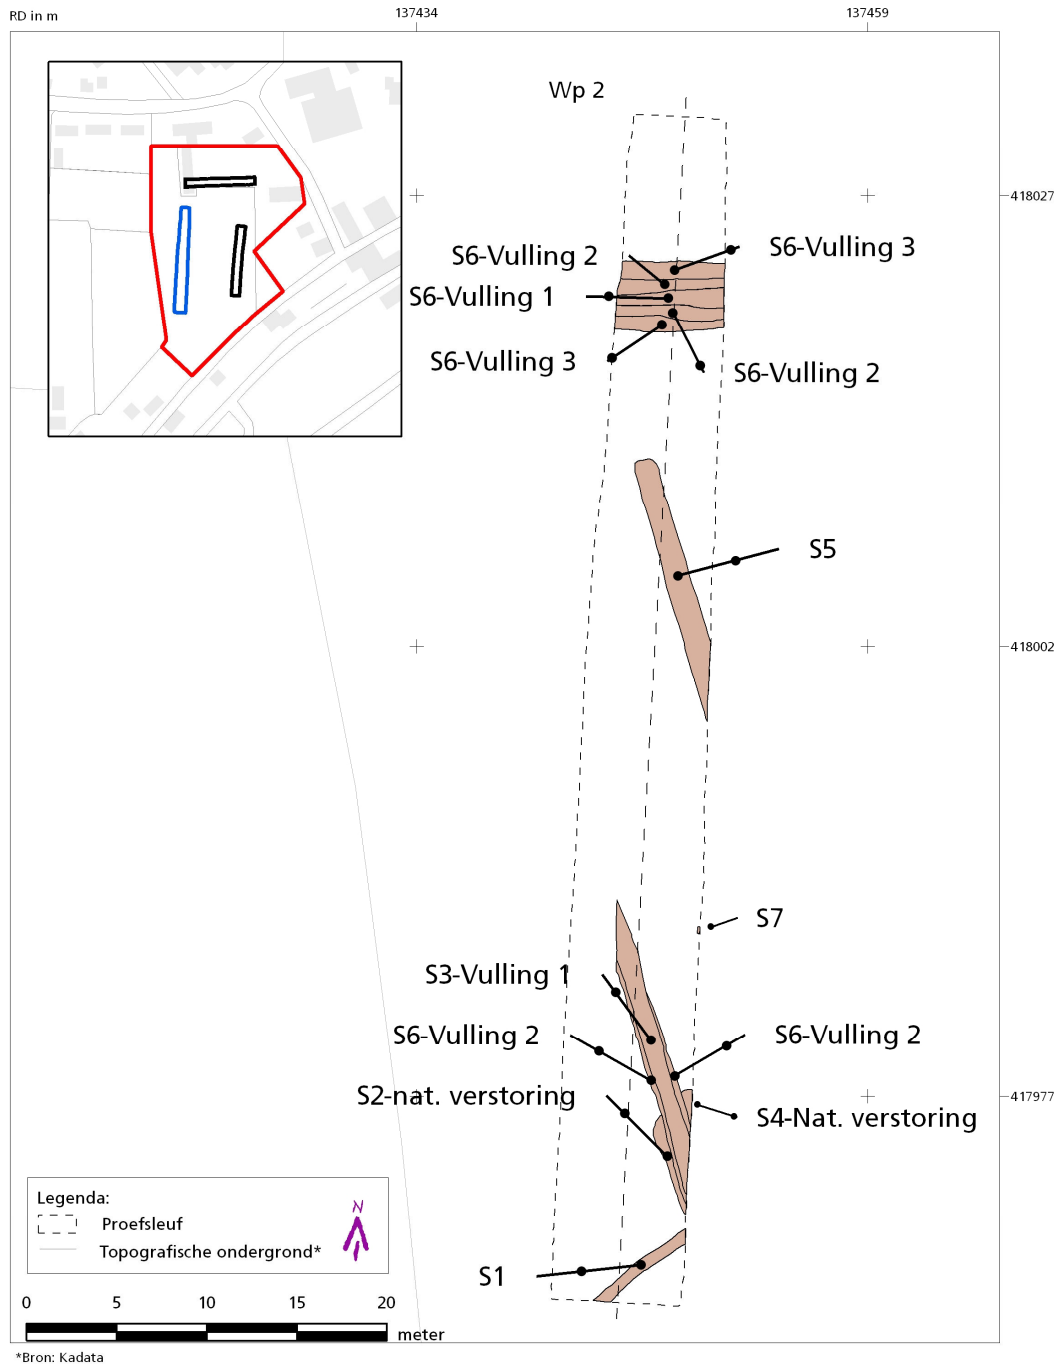 RD in m
137434
137459
Wp 2
418027
S6-Vulling 3
S6-Vulling 2
S6-Vulling 1
S6-Vulling 3
S6-Vulling 2
S5
418002
S7
S3-Vulling 1
S6-Vulling 2
S6-Vulling 2
S2-nat. verstoring
417977
S4-Nat. verstoring
S1
Legenda:
Proefsleuf
Topografische ondergrond*
N
0 5 10 15 20
meter
*Bron: Kadata